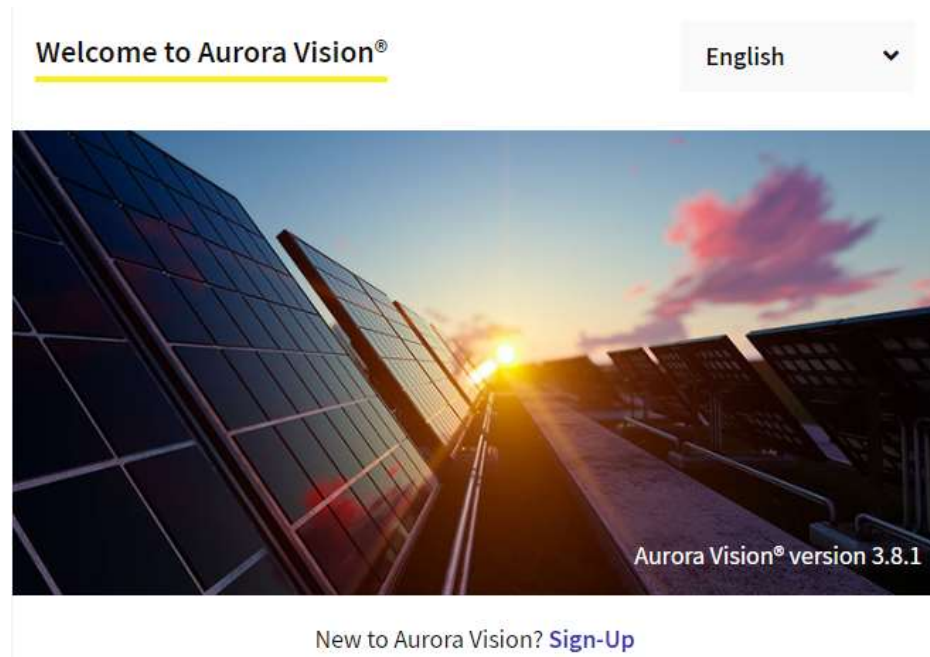 Welcome to Aurora Vision®
English
Aurora Vision® version 3.8.1
New to Aurora Vision? Sign-Up